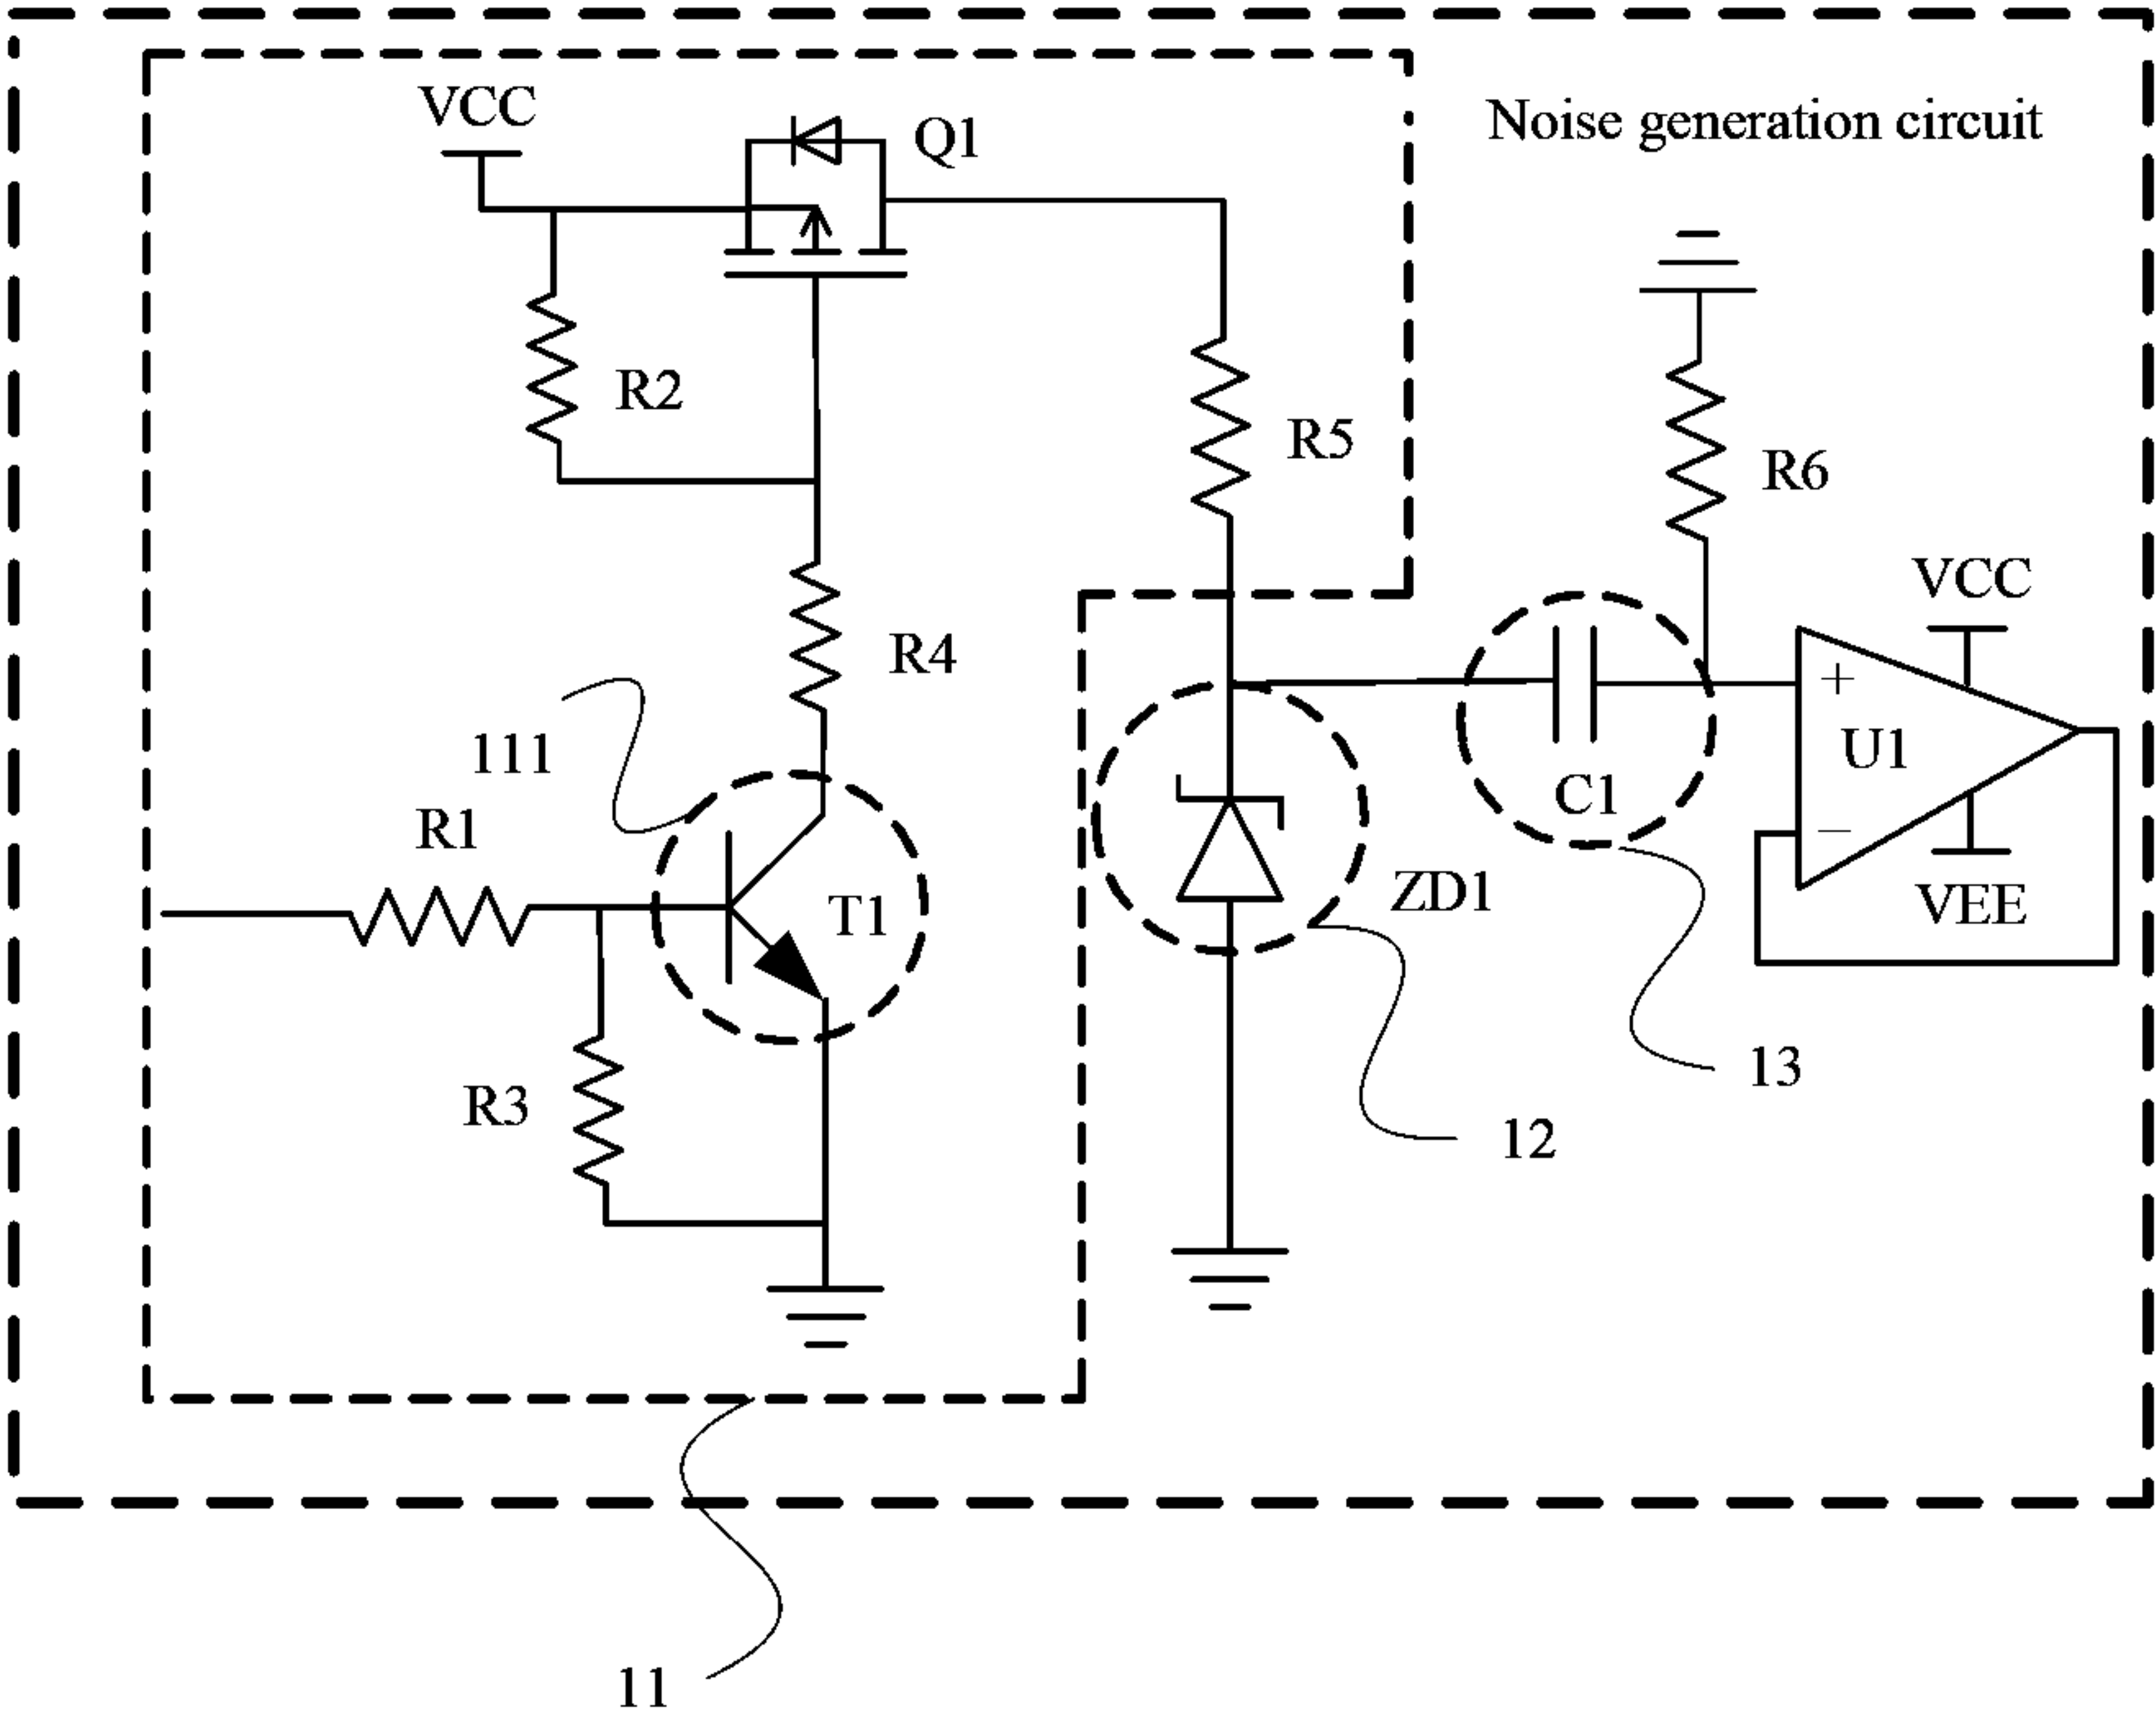 VCC
Q1
Noise generation circuit
R2
R5
R6
VCC
R4
+
U1
111
C1
R1
−
ZD1
VEE
T1
13
R3
12
11